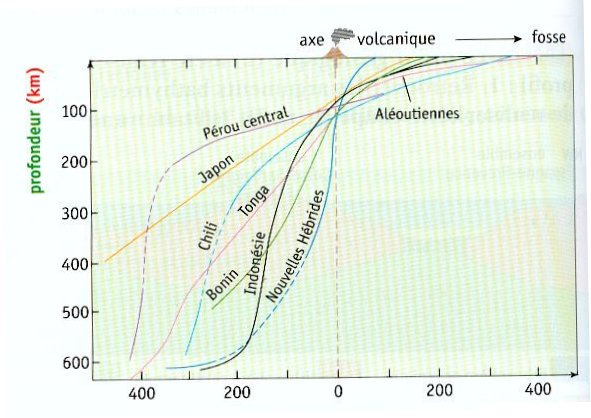 axe volcanique fosse
profondeur (km)
100
200
300
400
500
600
Pérou central
Japon
Chili
Tonga
Bonin
Indonésie
Nouvelles Hébrides
Aléoutiennes
400 200 0 200 400